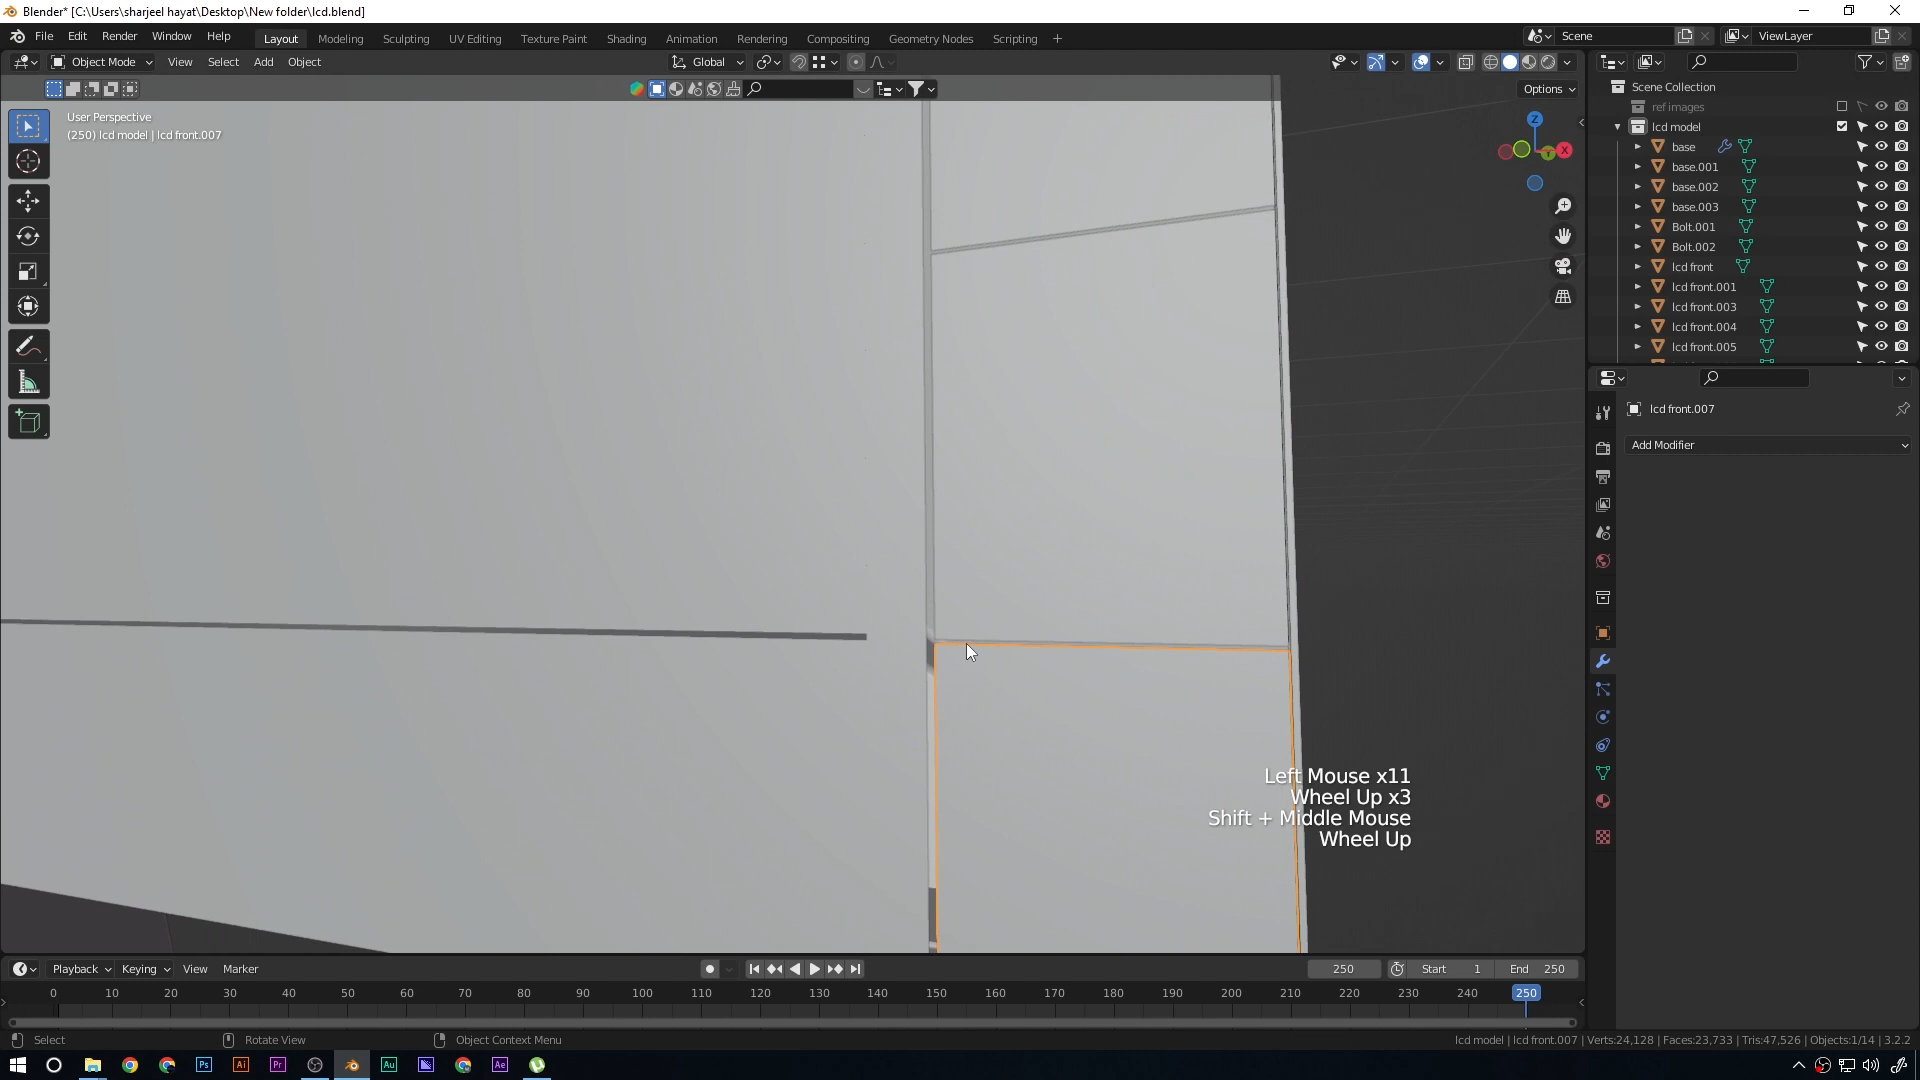 Blender* [C:\Users\sharjeel hayat\Desktop\New folder\lcd.blend]
File Edit Render Window Help Layout Modeling Sculpting UV Editing Texture Paint Shading Animation Rendering Compositing Geometry Nodes Scripting + Scene ViewLayer
Object Mode View Select Add Object Global
Options
User Perspective
(250) lcd model | lcd front.007
Z
X
Y
Scene Collection
ref images
lcd model
base
base.001
base.002
base.003
Bolt.001
Bolt.002
lcd front
lcd front.001
lcd front.003
lcd front.004
lcd front.005
lcd front.007
Add Modifier
Left Mouse x11
Wheel Up x3
Shift + Middle Mouse
Wheel Up
Playback Keying View Marker 250 Start 1 End 250
0 10 20 30 40 50 60 70 80 90 100 110 120 130 140 150 160 170 180 190 200 210 220 230 240 250
Select Rotate View Object Context Menu lcd model | lcd front.007 | Verts:24,128 | Faces:23,733 | Tris:47,526 | Objects:1/14 | 3.2.2
Ps Ai Pr Au Ae